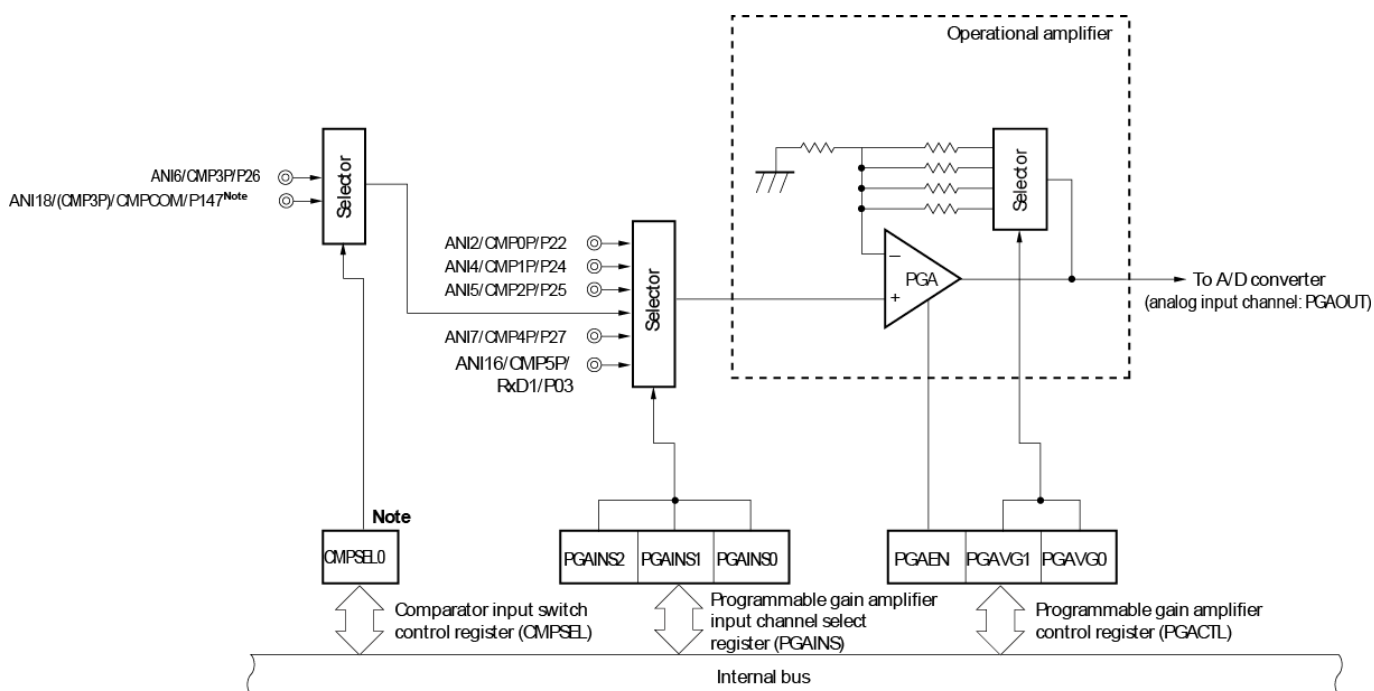 Operational amplifier
Selector
ANI6/CMP3P/P26
ANI18/(CMP3P)/CMPCOM/P147Note
Selector
ANI2/CMP0P/P22
ANI4/CMP1P/P24
ANI5/CMP2P/P25
Selector
ANI7/CMP4P/P27
ANI16/CMP5P/
RxD1/P03
−
PGA
+
To A/D converter
(analog input channel: PGAOUT)
Note
CMPSEL0
PGAINS2 PGAINS1 PGAINS0
PGAEN PGAVG1 PGAVG0
Comparator input switch
control register (CMPSEL)
Programmable gain amplifier
input channel select
register (PGAINS)
Programmable gain amplifier
control register (PGACTL)
Internal bus